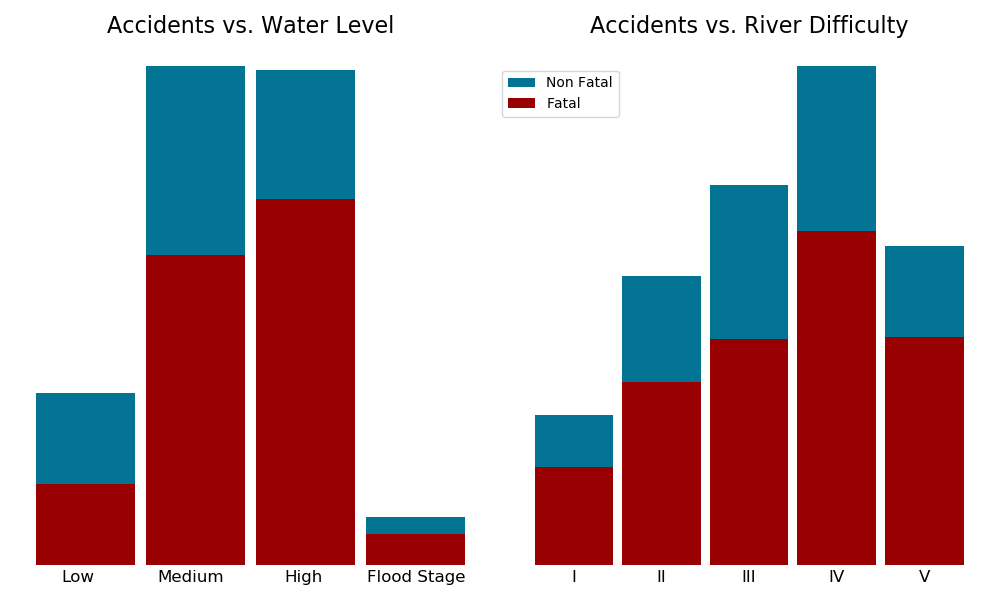 Accidents vs. Water Level
Low Medium High Flood Stage
Accidents vs. River Difficulty
Non Fatal
Fatal
I II III IV V